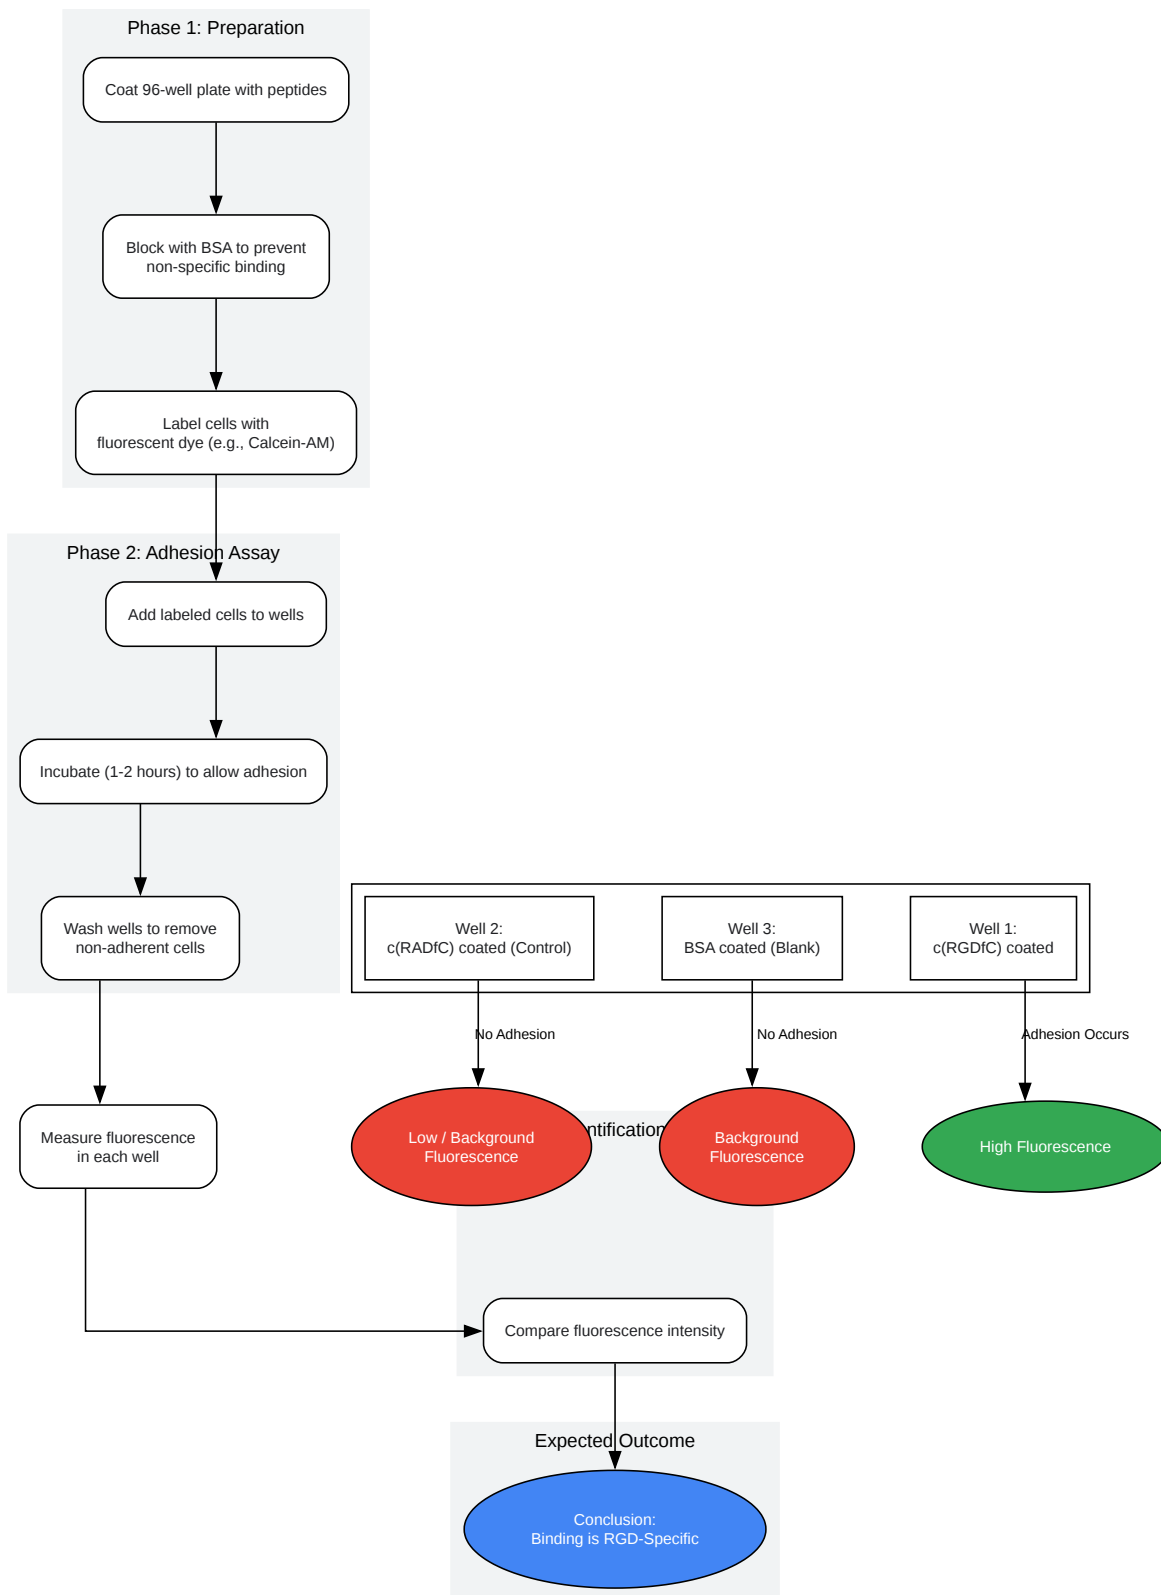 Phase 1: Preparation
Coat 96-well plate with peptides
Block with BSA to prevent
non-specific binding
Label cells with
fluorescent dye (e.g., Calcein-AM)
Phase 2: Adhesion Assay
Add labeled cells to wells
Incubate (1-2 hours) to allow adhesion
Wash wells to remove
non-adherent cells
Well 2:
c(RADfC) coated (Control)
Well 3:
BSA coated (Blank)
Well 1:
c(RGDfC) coated
No Adhesion
No Adhesion
Adhesion Occurs
Measure fluorescence
in each well
Low / Background
Fluorescence
ntification
Background
Fluorescence
High Fluorescence
Compare fluorescence intensity
Expected Outcome
Conclusion:
Binding is RGD-Specific